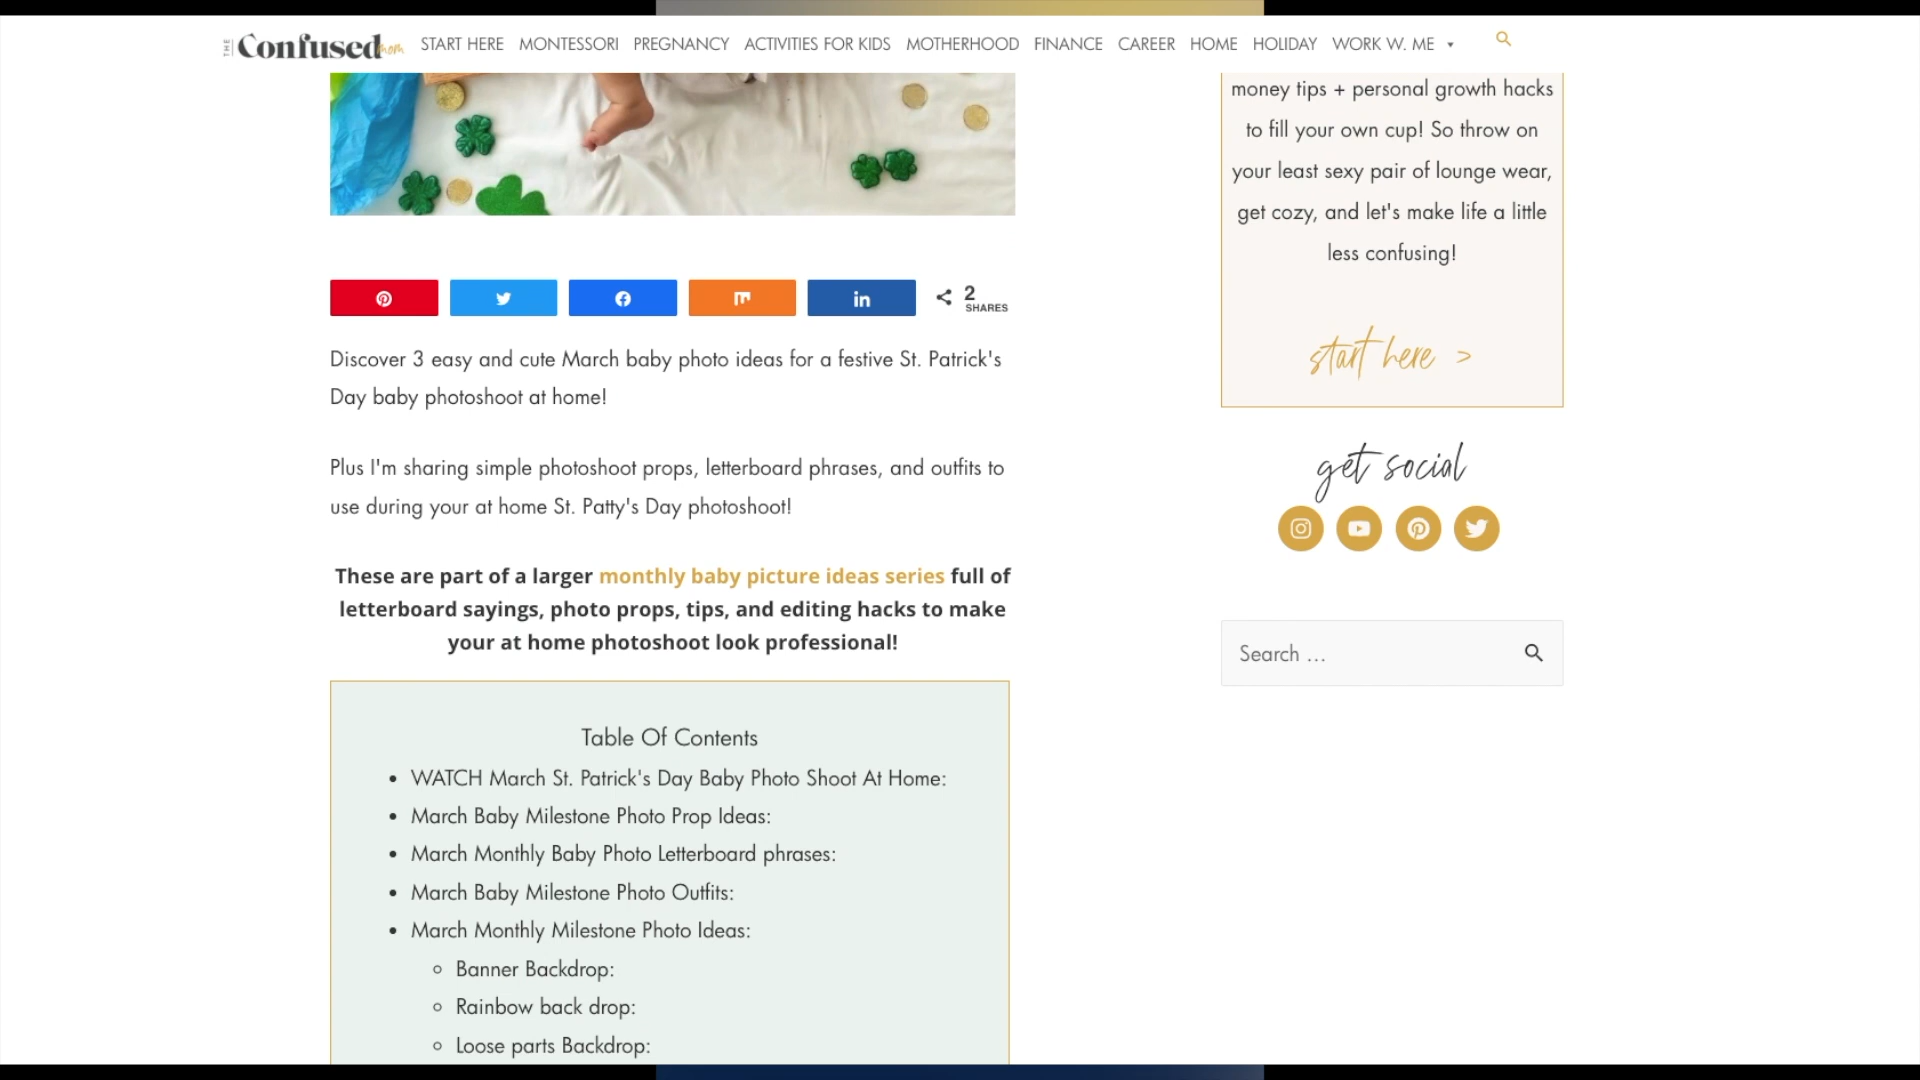 THE Confused mom START HERE MONTESSORI PREGNANCY ACTIVITIES FOR KIDS MOTHERHOOD FINANCE CAREER HOME HOLIDAY WORK W. ME
money tips + personal growth hacks
to fill your own cup! So throw on
your least sexy pair of lounge wear,
get cozy, and let's make life a little
less confusing!
start here >
get social
Search ...
2
SHARES
Discover 3 easy and cute March baby photo ideas for a festive St. Patrick's
Day baby photoshoot at home!
Plus I'm sharing simple photoshoot props, letterboard phrases, and outfits to
use during your at home St. Patty's Day photoshoot!
These are part of a larger monthly baby picture ideas series full of
letterboard sayings, photo props, tips, and editing hacks to make
your at home photoshoot look professional!
Table Of Contents
• WATCH March St. Patrick's Day Baby Photo Shoot At Home:
• March Baby Milestone Photo Prop Ideas:
• March Monthly Baby Photo Letterboard phrases:
• March Baby Milestone Photo Outfits:
• March Monthly Milestone Photo Ideas:
◦ Banner Backdrop:
◦ Rainbow back drop:
◦ Loose parts Backdrop: